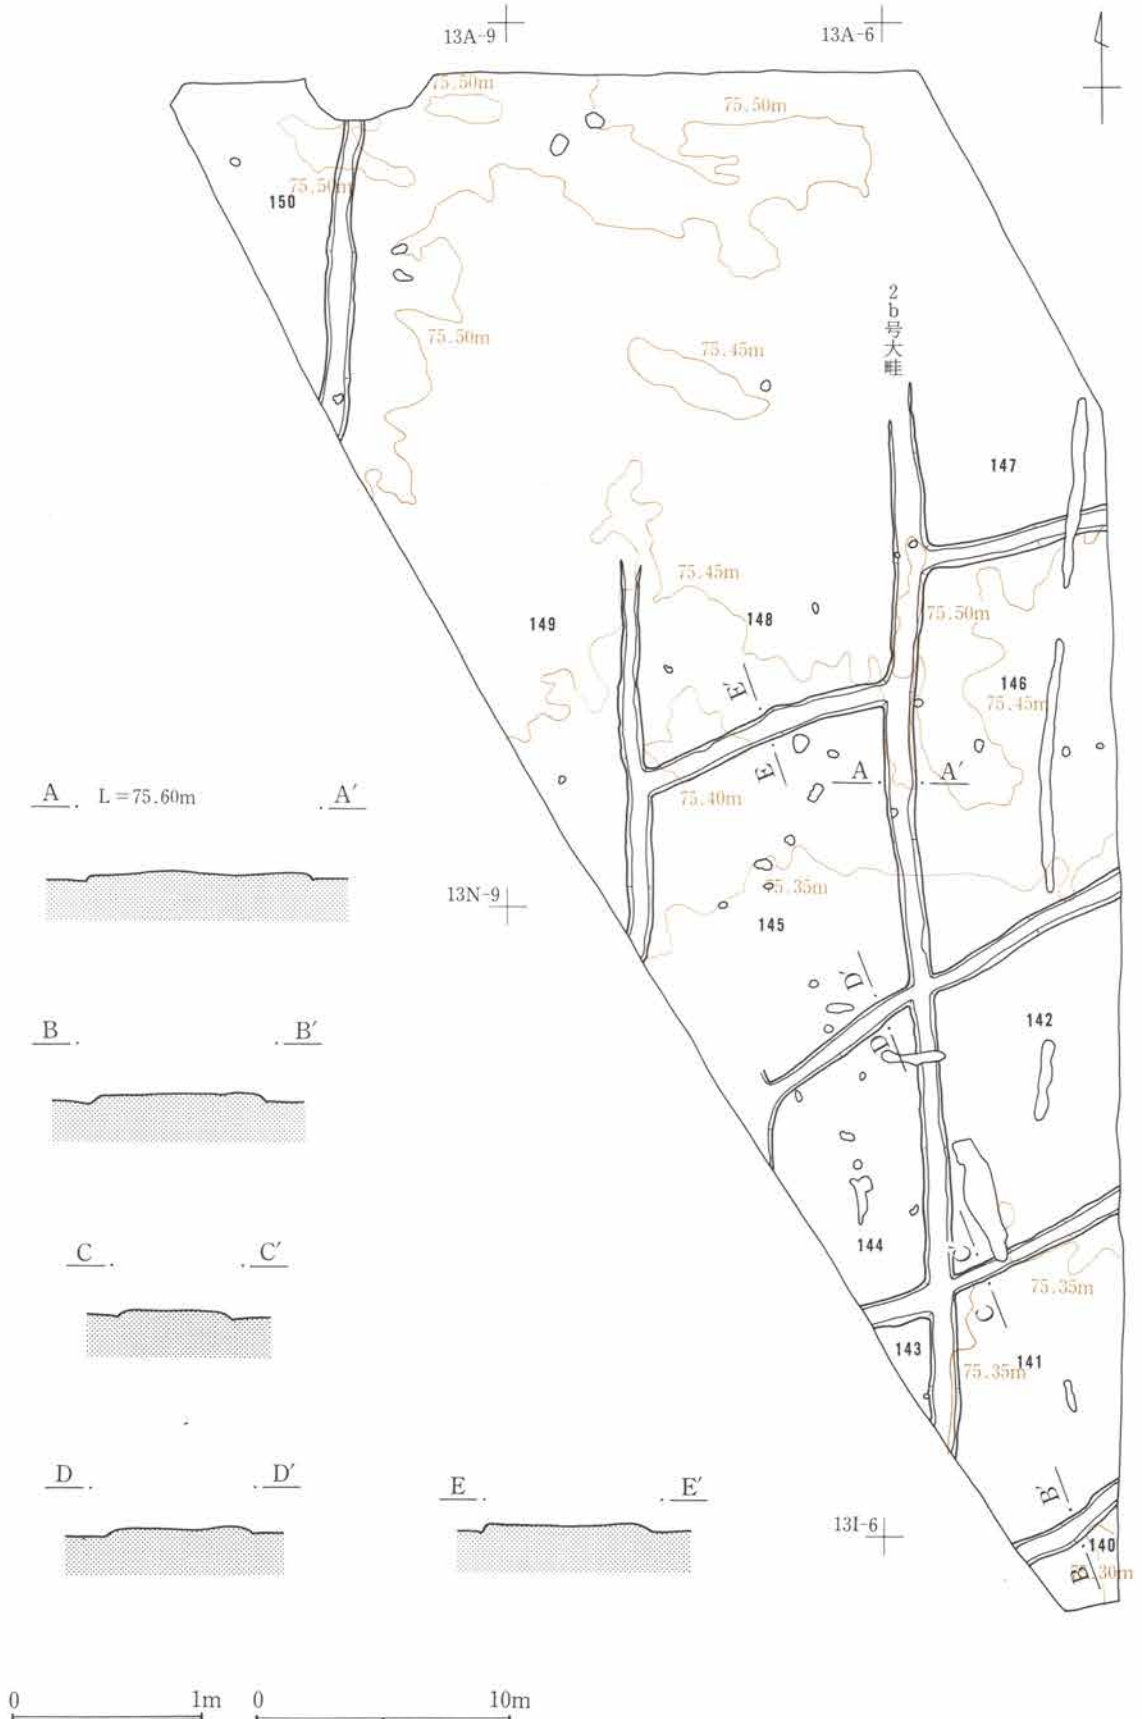 13A-9
13A-6
75.50m
75.50m
75.50m
150
2b号大畦
75.50m
75.45m
147
75.45m
75.50m
149
148
146
E′
75.45m
E
A
A′
75.40m
A
L=75.60m
A′
13N-9
75.35m
145
D′
142
D
B
B′
144
C′
C
C′
75.35m
C
143
141
75.35m
D
D′
E
E′
B′
13I-6
140
B
75.30m
0
1m
0
10m